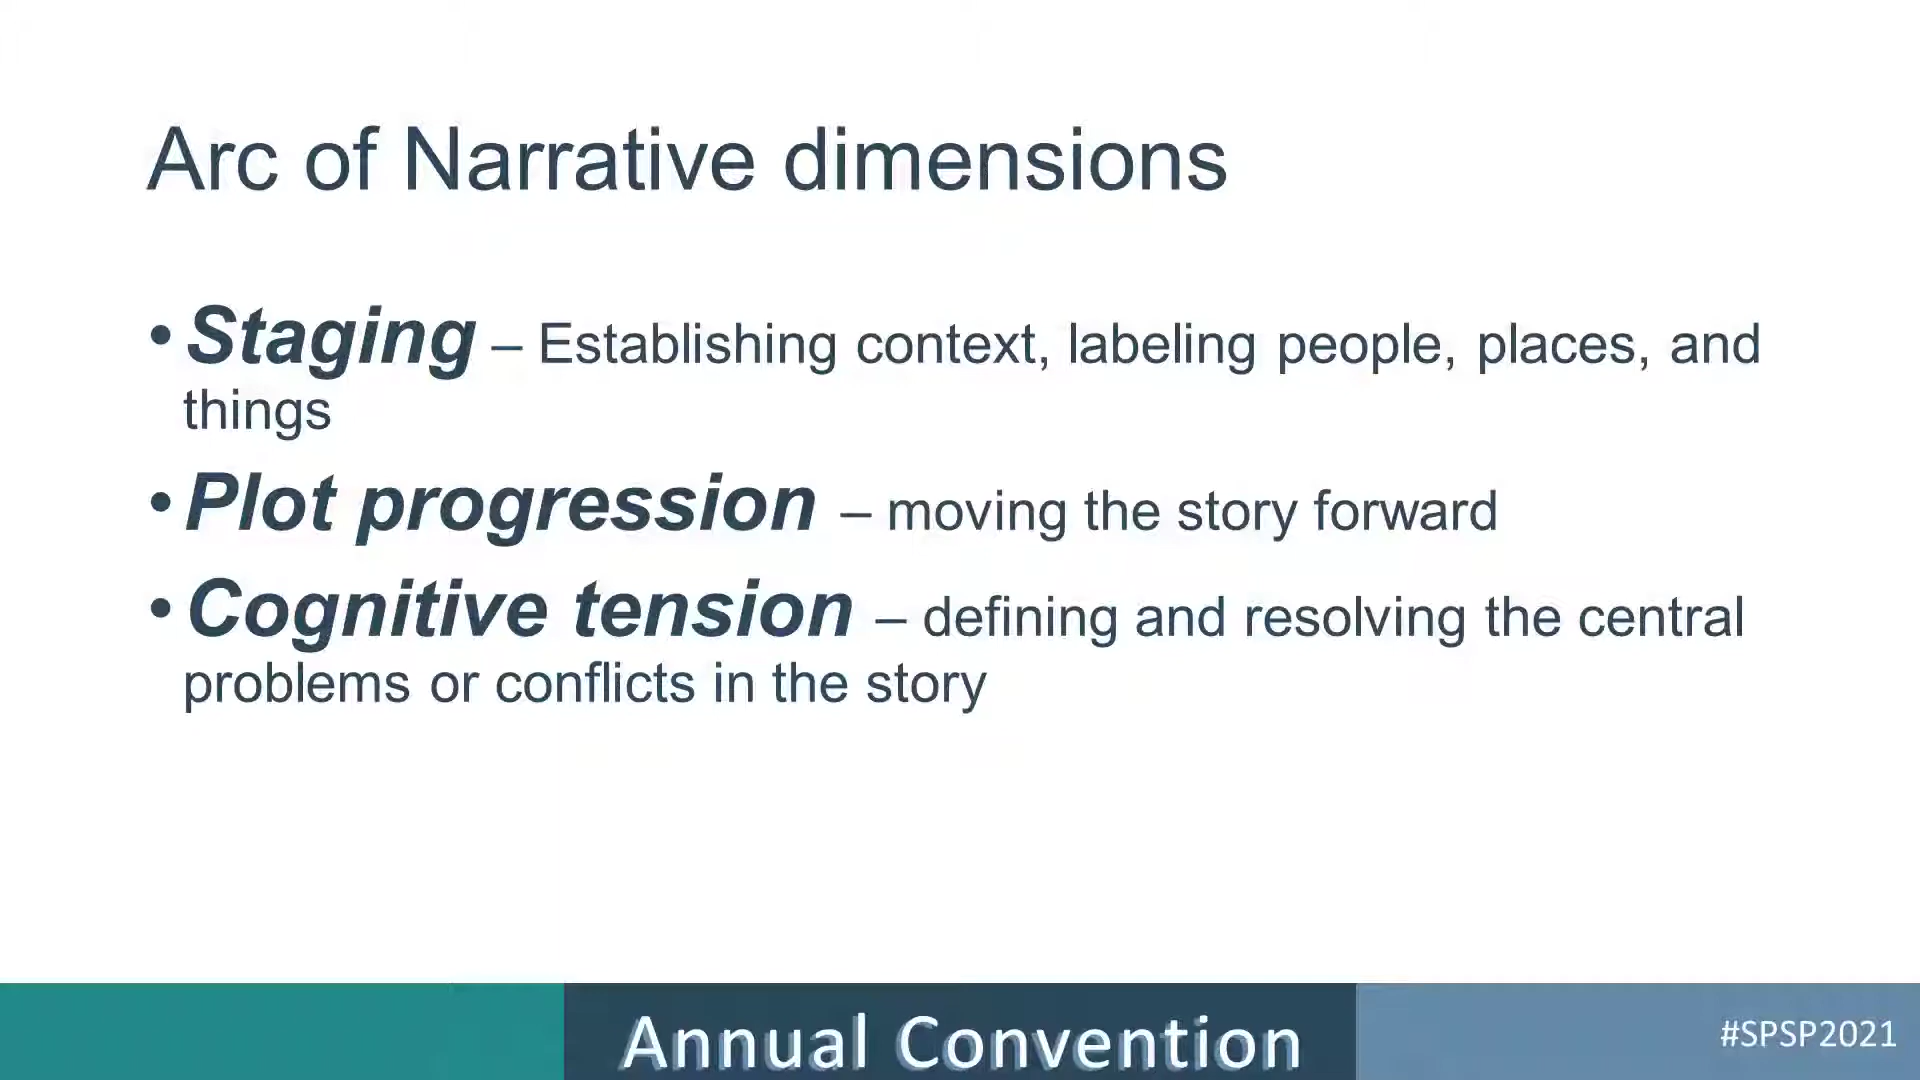 Arc of Narrative dimensions
•Staging – Establishing context, labeling people, places, and
things
•Plot progression – moving the story forward
•Cognitive tension – defining and resolving the central
problems or conflicts in the story
Annual Convention
#SPSP2021